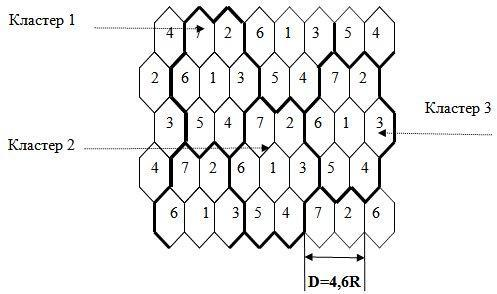 Кластер 1
4 7 2 6 1 3 5 4
2 6 1 3 5 4 7 2
Кластер 3
3 5 4 7 2 6 1 3
Кластер 2
4 7 2 6 1 3 5 4
6 1 3 5 4 7 2 6
D=4,6R